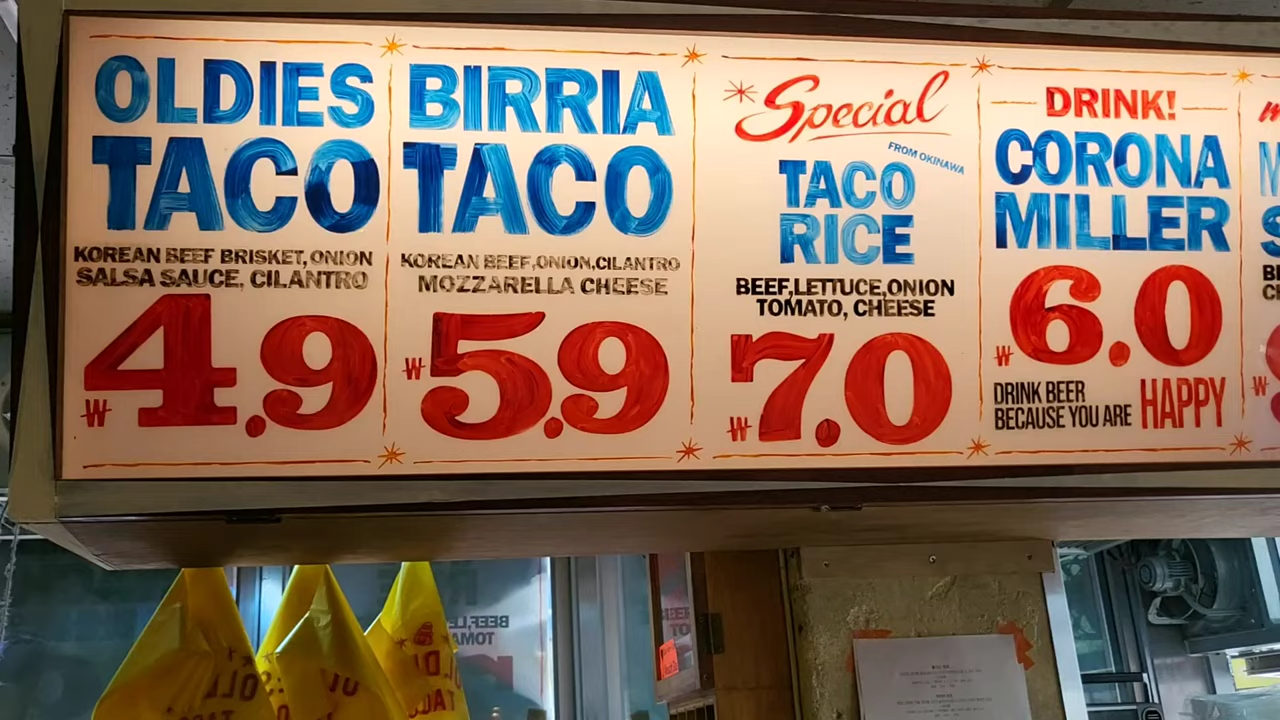 OLDIES
TACO
KOREAN BEEF BRISKET, ONION
SALSA SAUCE, CILANTRO
₩4.9
BIRRIA
TACO
KOREAN BEEF,ONION,CILANTRO
MOZZARELLA CHEESE
₩5.9
Special
FROM OKINAWA
TACO
RICE
BEEF,LETTUCE,ONION
TOMATO, CHEESE
₩7.0
DRINK!
CORONA
MILLER
₩6.0
DRINK BEER
BECAUSE YOU ARE HAPPY